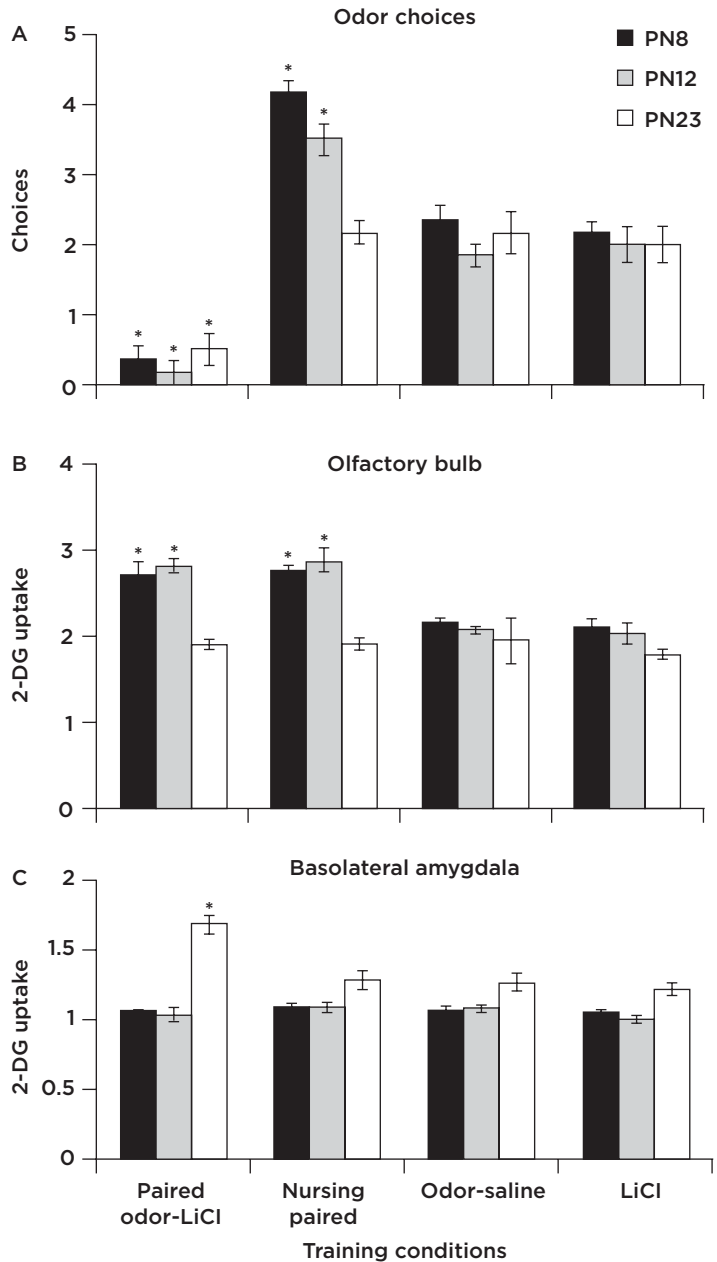 Odor choices
A
5
4
3
2
1
0
Choices
PN8
PN12
PN23
* * * * *
B
Olfactory bulb
4
3
2
1
0
2-DG uptake
* * * *
C
Basolateral amygdala
2
1.5
1
0.5
0
2-DG uptake
*
Paired odor-LiCl
Nursing paired
Odor-saline
LiCl
Training conditions